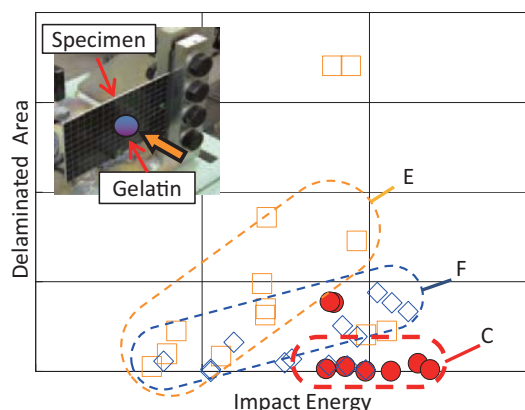 Specimen
Gelatin
E
F
C
Delaminated Area
Impact Energy